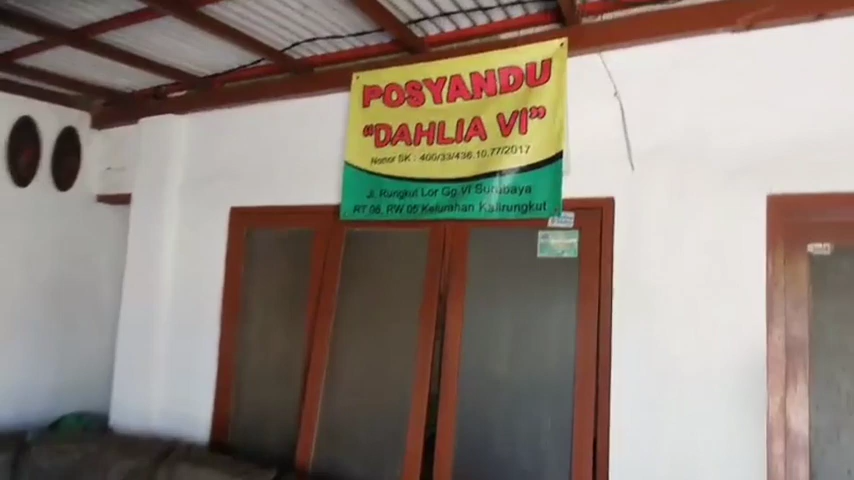 POSYANDU
“DAHLIA VI”
Nomor SK : 400/33/436.10.77/2017
Jl. Rungkut Lor Gp VI Surabaya
RT 06, RW 05 Kelurahan Kalirungkut